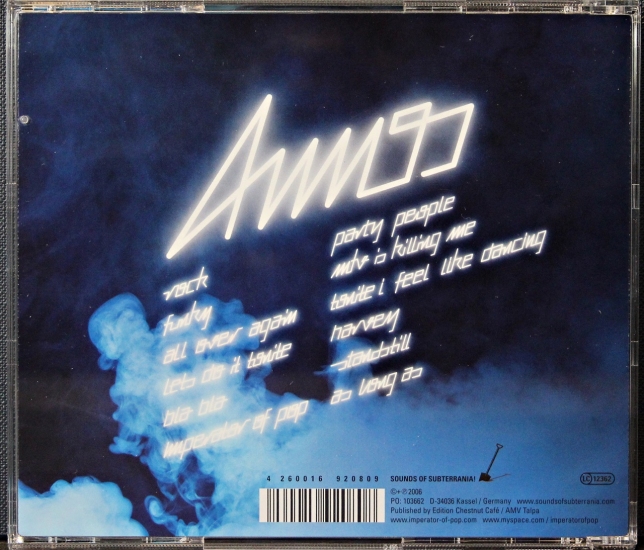 rock
funky
all over again
lets do it tonite
bla bla
imperator of pop
party people
mtv is killing me
tonite i feel like dancing
harvey
standstill
as long as
4 260016 920809
SOUNDS OF SUBTERRANIA!
LC 12362
©+℗ 2006
PO. 103662 D-34036 Kassel / Germany www.soundsofsubterrania.com
Published by Edition Chestnut Café / AMV Talpa
www.imperator-of-pop.com www.myspace.com / imperatorofpop